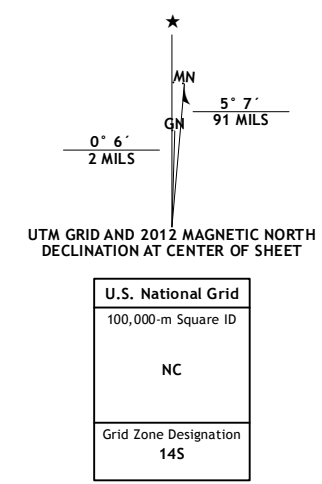 ★
MN
5° 7´
91 MILS
GN
0° 6´
2 MILS
UTM GRID AND 2012 MAGNETIC NORTH
DECLINATION AT CENTER OF SHEET
U.S. National Grid
100,000-m Square ID
NC
Grid Zone Designation
14S